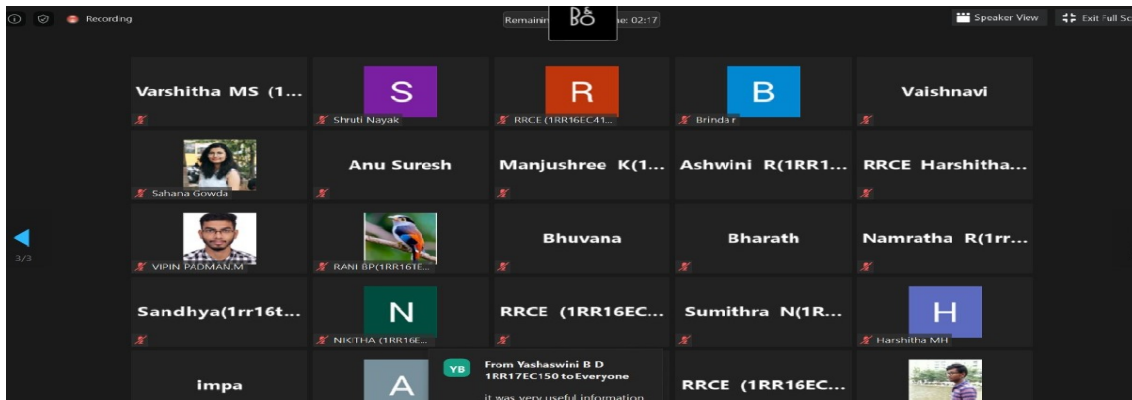 Recording
Remainin
B&O
e: 02:17
Speaker View
Exit Full Sc
Varshitha MS (1...
S
Shruti Nayak
R
RRCE (1RR16EC41...
B
Brinda r
Vaishnavi
Sahana Gowda
Anu Suresh
Manjushree K(1...
Ashwini R(1RR1...
RRCE Harshitha...
3/3
VIPIN PADMAN.M
RANI BP(1RR16TE...
Bhuvana
Bharath
Namratha R(1rr...
Sandhya(1rr16t...
N
NIKITHA (1RR16E...
RRCE (1RR16EC...
Sumithra N(1R...
H
Harshitha MH
impa
A
YB
From Yashaswini B D
1RR17EC150 to Everyone
it was very useful information
RRCE (1RR16EC...